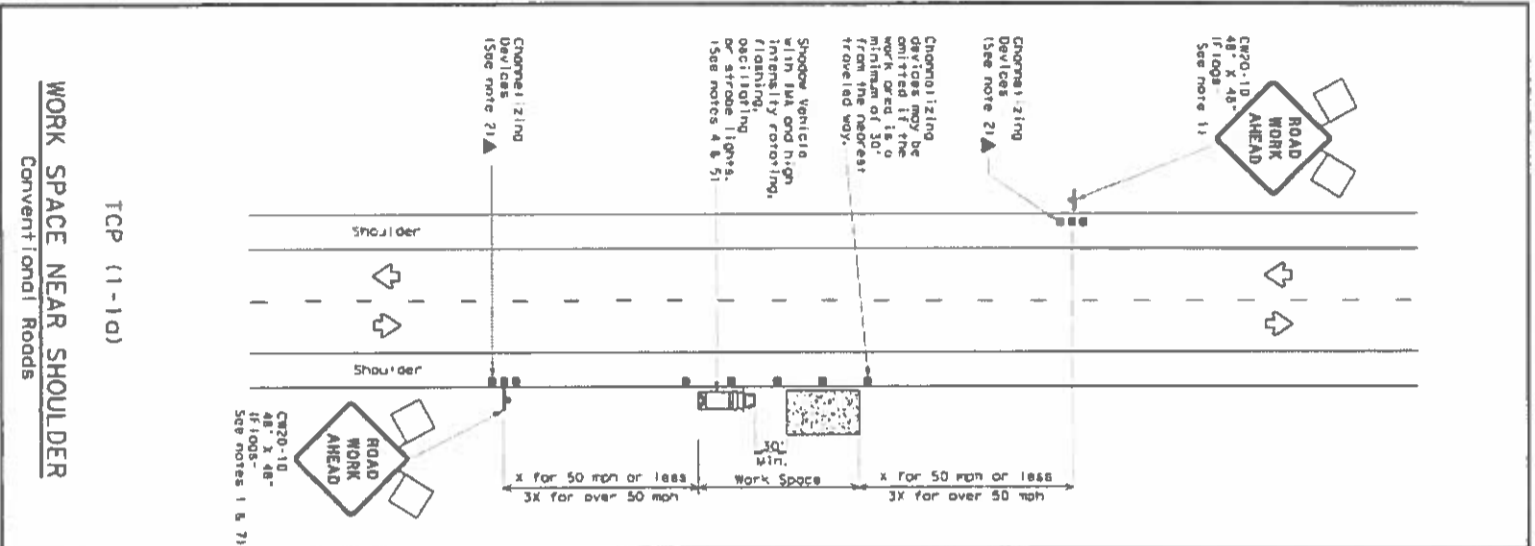 CW20-1D
48" X 48"
(Flags-
See note 1)
ROAD
WORK
AHEAD
Channelizing
Devices
(See note 2)▲
Channelizing
devices may be
omitted if the
work area is a
minimum of 30'
from the nearest
traveled way.
Shadow Vehicle
with TMA and high
intensity rotating,
flashing,
oscillating
or strobe lights.
(See notes 4 & 5)
Channelizing
Devices
(See note 2)▲
Shoulder
Shoulder
30'
Min.
x for 50 mph or less
3X for over 50 mph
Work Space
x for 50 mph or less
3X for over 50 mph
ROAD
WORK
AHEAD
CW20-1D
48" X 48"
(Flags-
See notes 1 & 7)
TCP (1-1a)
WORK SPACE NEAR SHOULDER
Conventional Roads